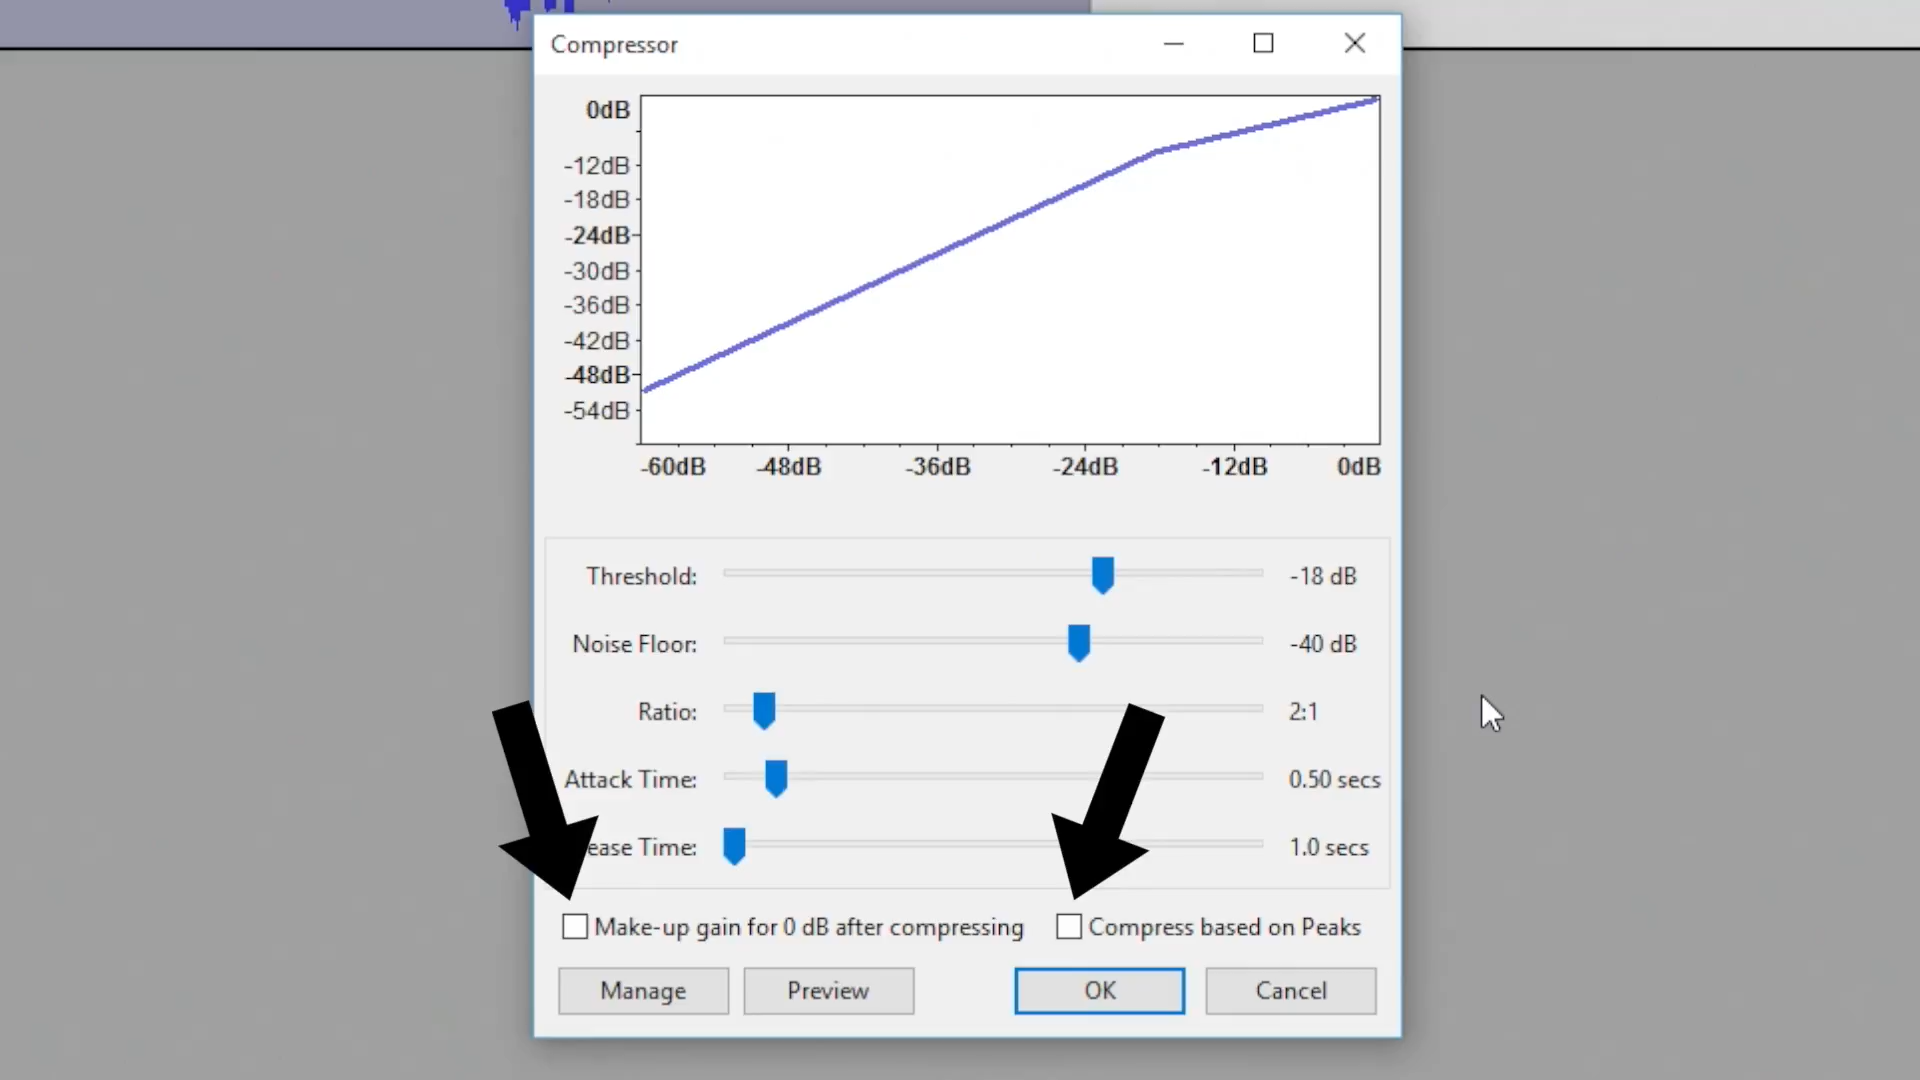 Compressor
0dB
-12dB
-18dB
-24dB
-30dB
-36dB
-42dB
-48dB
-54dB
-60dB -48dB -36dB -24dB -12dB 0dB
Threshold: -18 dB
Noise Floor: -40 dB
Ratio: 2:1
Attack Time: 0.50 secs
ease Time: 1.0 secs
Make-up gain for 0 dB after compressing Compress based on Peaks
Manage Preview OK Cancel